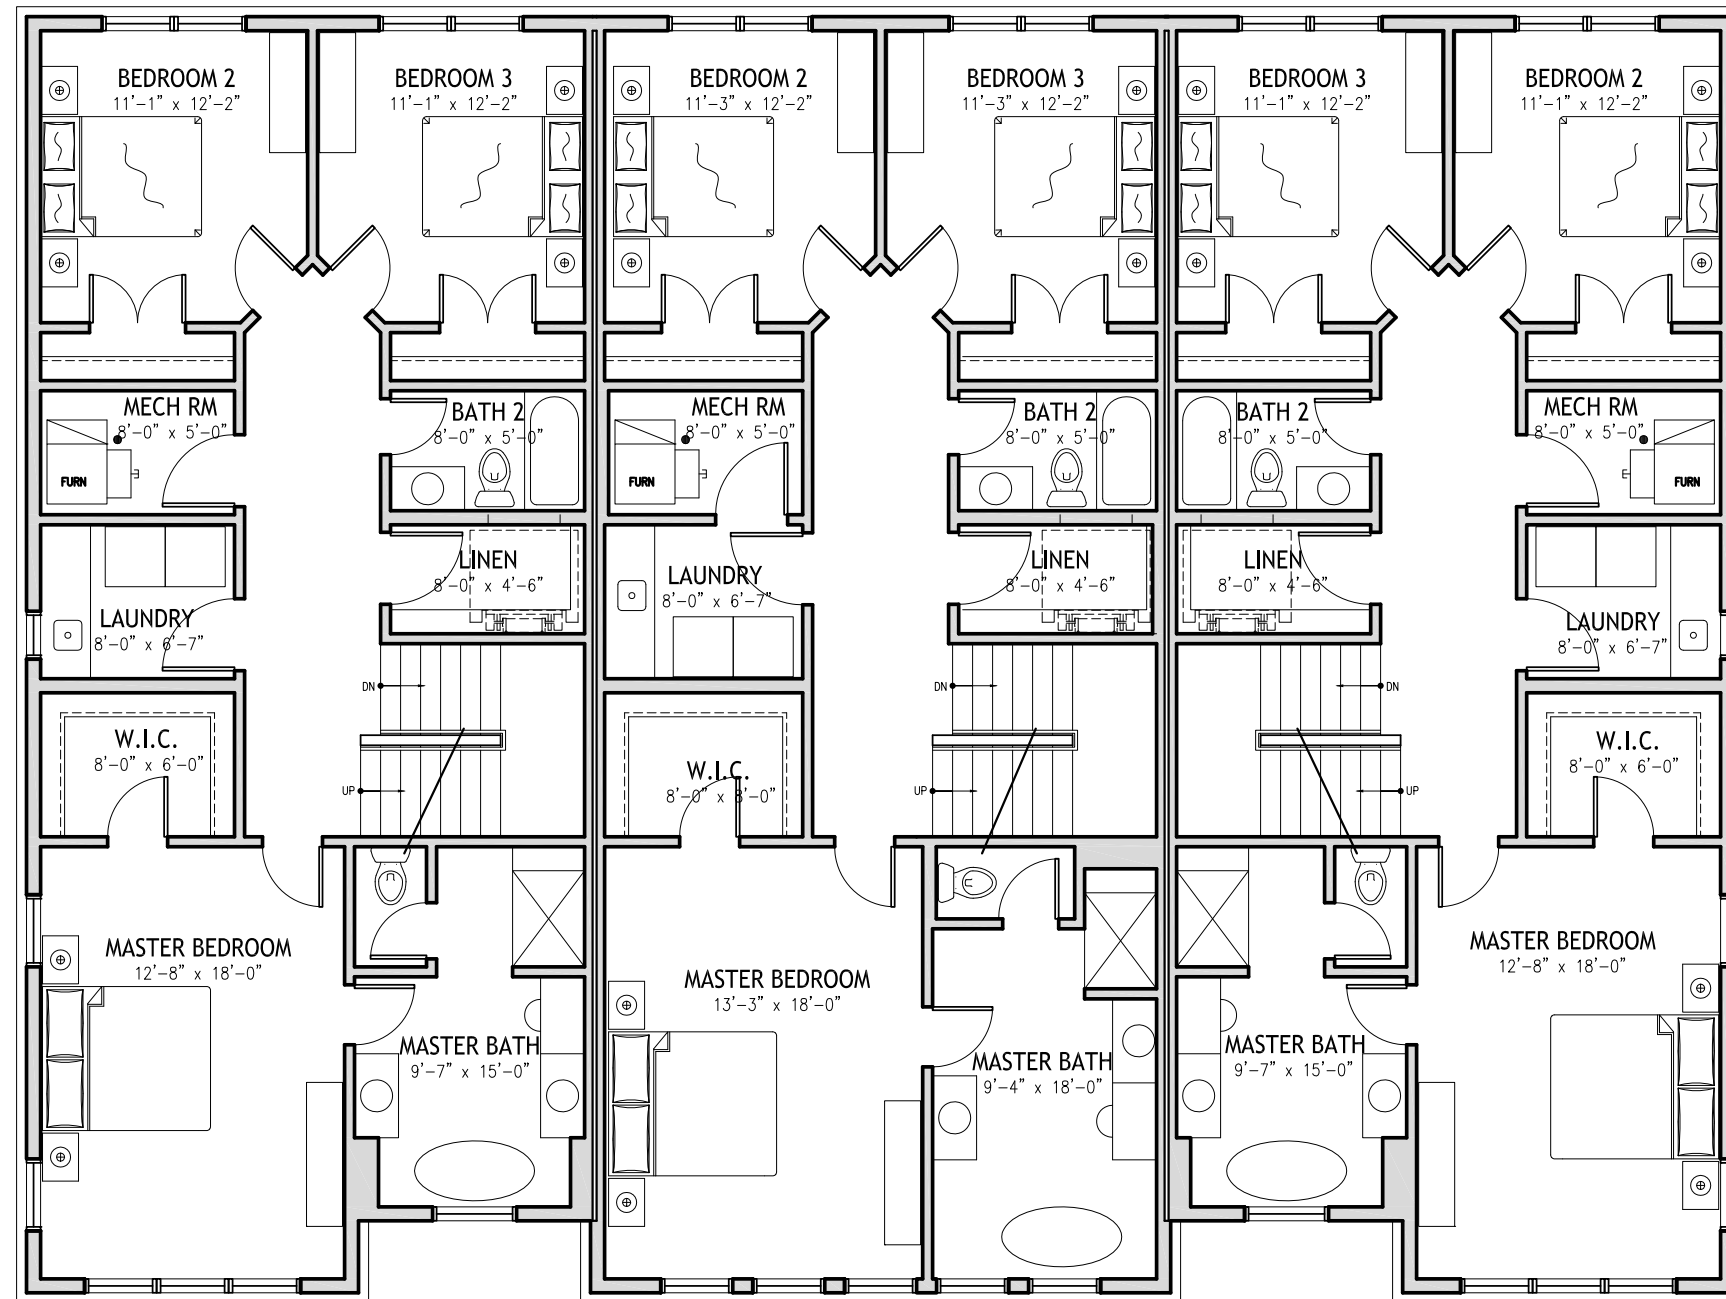 BEDROOM 2
11'-1" x 12'-2"
BEDROOM 3
11'-1" x 12'-2"
BEDROOM 2
11'-3" x 12'-2"
BEDROOM 3
11'-3" x 12'-2"
BEDROOM 3
11'-1" x 12'-2"
BEDROOM 2
11'-1" x 12'-2"
MECH RM
8'-0" x 5'-0"
FURN
BATH 2
8'-0" x 5'-0"
MECH RM
8'-0" x 5'-0"
FURN
BATH 2
8'-0" x 5'-0"
BATH 2
8'-0" x 5'-0"
MECH RM
8'-0" x 5'-0"
FURN
LINEN
8'-0" x 4'-6"
LAUNDRY
8'-0" x 6'-7"
LINEN
8'-0" x 4'-6"
LINEN
8'-0" x 4'-6"
LAUNDRY
8'-0" x 6'-7"
LAUNDRY
8'-0" x 6'-7"
DN
DN
DN
W.I.C.
8'-0" x 6'-0"
W.I.C.
8'-0" x 8'-0"
W.I.C.
8'-0" x 6'-0"
UP
UP
UP
MASTER BEDROOM
12'-8" x 18'-0"
MASTER BEDROOM
13'-3" x 18'-0"
MASTER BEDROOM
12'-8" x 18'-0"
MASTER BATH
9'-7" x 15'-0"
MASTER BATH
9'-4" x 18'-0"
MASTER BATH
9'-7" x 15'-0"